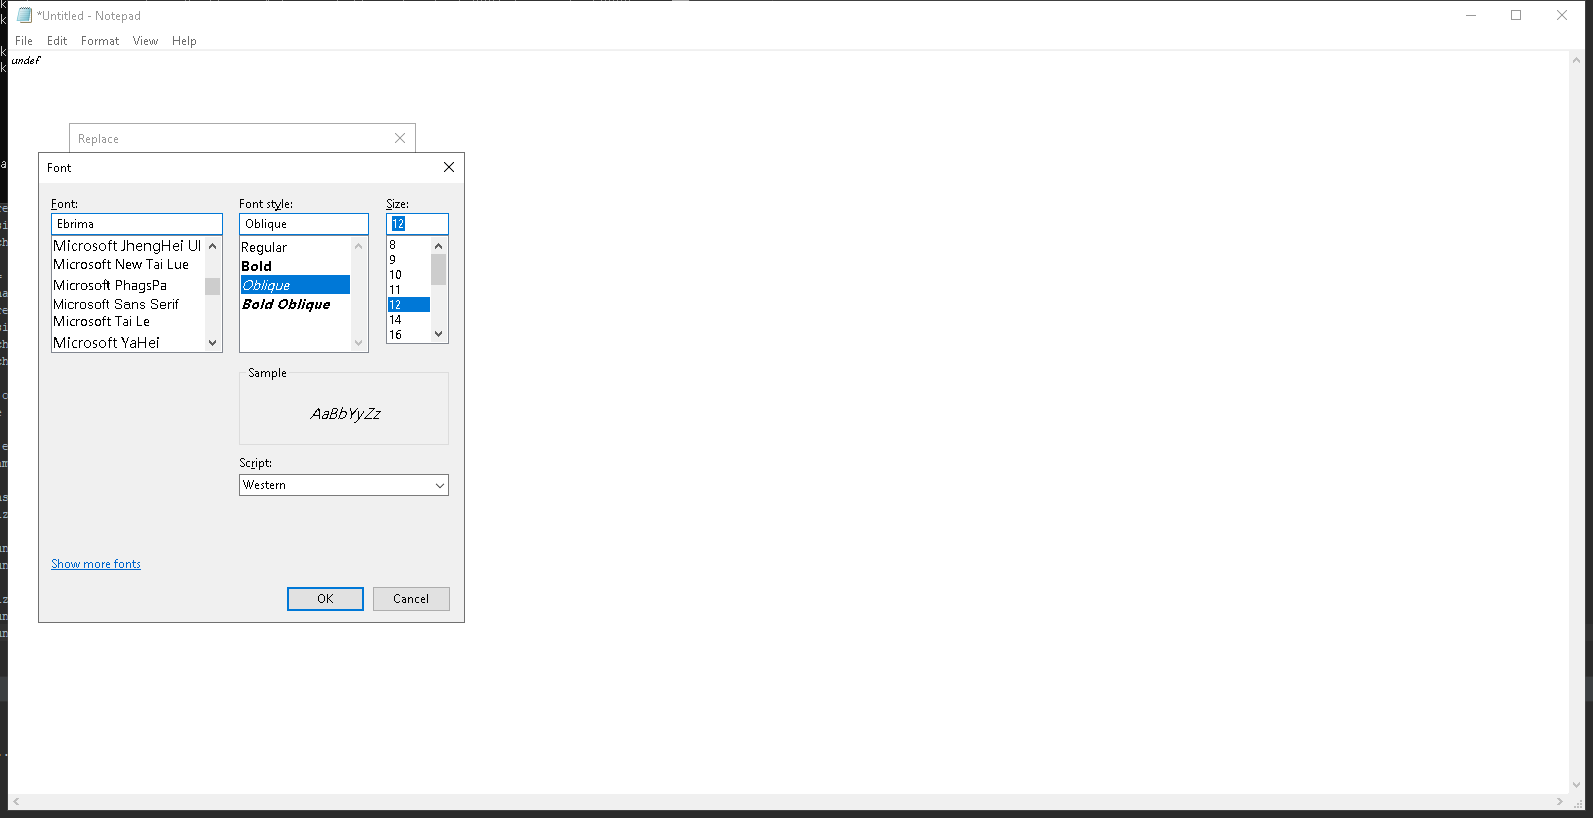 *Untitled - Notepad
File Edit Format View Help
undef
Replace
Font
Font: Font style: Size:
Ebrima Oblique 12
Microsoft JhengHei UI
Microsoft New Tai Lue
Microsoft PhagsPa
Microsoft Sans Serif
Microsoft Tai Le
Microsoft YaHei
Regular
Bold
Oblique
Bold Oblique
8
9
10
11
12
14
16
Sample
AaBbYyZz
Script:
Western
Show more fonts
OK Cancel